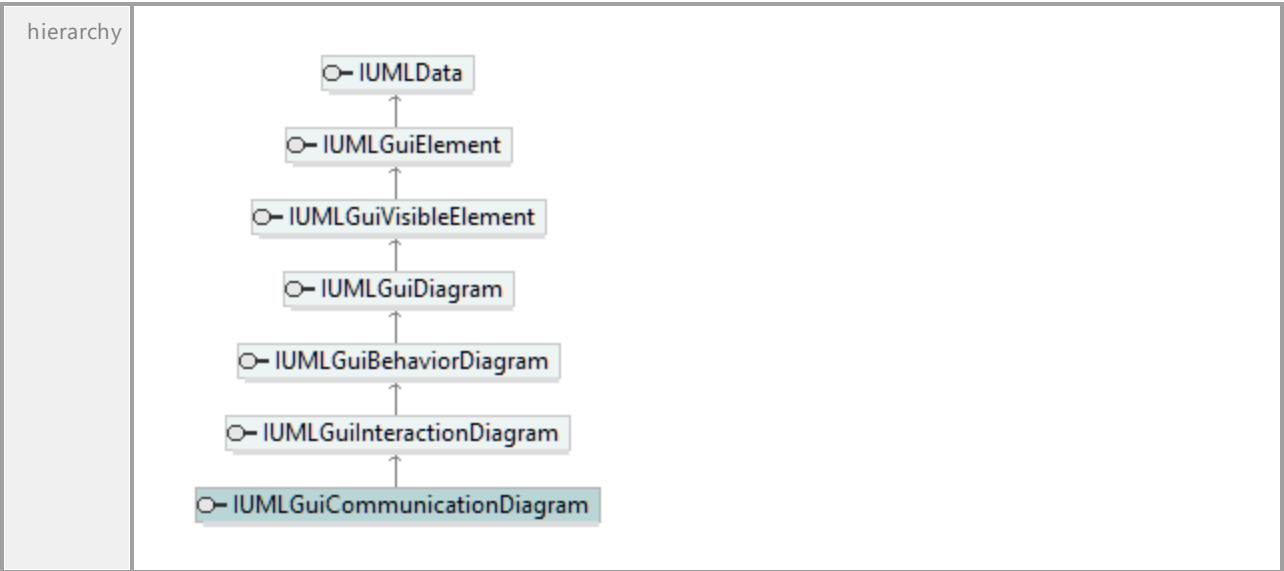 hierarchy
IUMLData
IUMLGuiElement
IUMLGuiVisibleElement
IUMLGuiDiagram
IUMLGuiBehaviorDiagram
IUMLGuiInteractionDiagram
IUMLGuiCommunicationDiagram